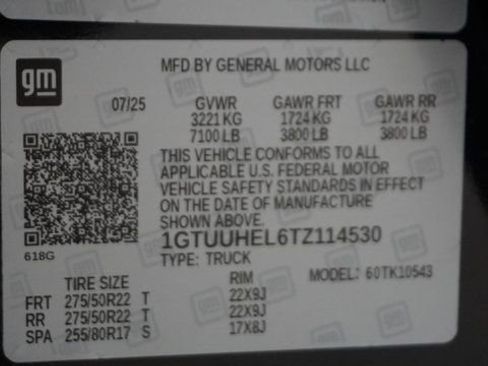 gm
MFD BY GENERAL MOTORS LLC
07/25 GVWR GAWR FRT GAWR RR
3221 KG 1724 KG 1724 KG
7100 LB 3800 LB 3800 LB
THIS VEHICLE CONFORMS TO ALL
APPLICABLE U.S. FEDERAL MOTOR
VEHICLE SAFETY STANDARDS IN EFFECT
ON THE DATE OF MANUFACTURE
SHOWN ABOVE.
618G
1GTUUHEL6TZ114530
TYPE: TRUCK
TIRE SIZE RIM MODEL: 60TK10543
FRT 275/50R22 T 22X9J
RR 275/50R22 T 22X9J
SPA 255/80R17 S 17X8J